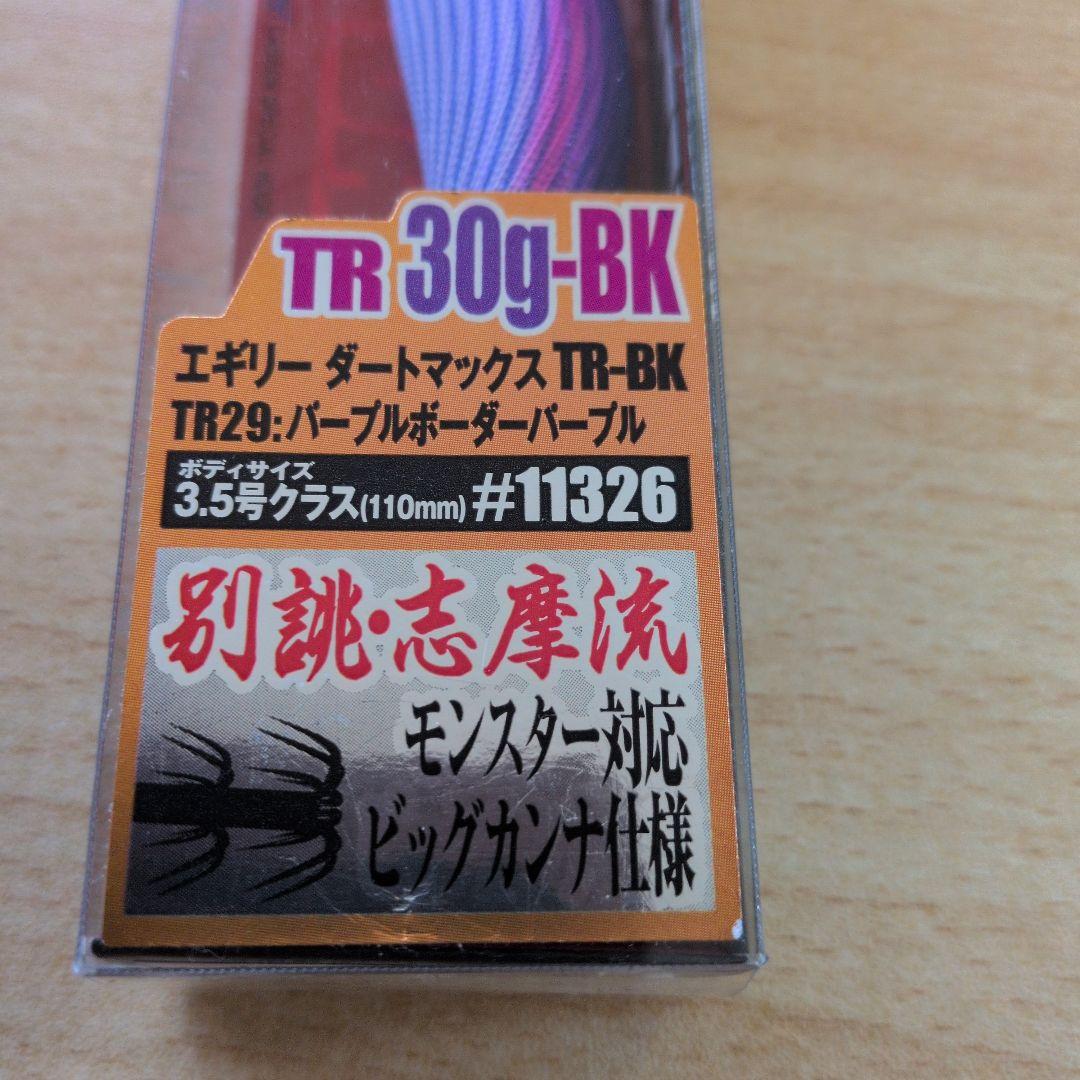 TR 30g-BK
エギリー ダートマックス TR-BK
TR29:パープルボーダーパープル
ボディサイズ
3.5号クラス(110mm) #11326
別誂・志摩流
モンスター対応
ビッグカンナ仕様